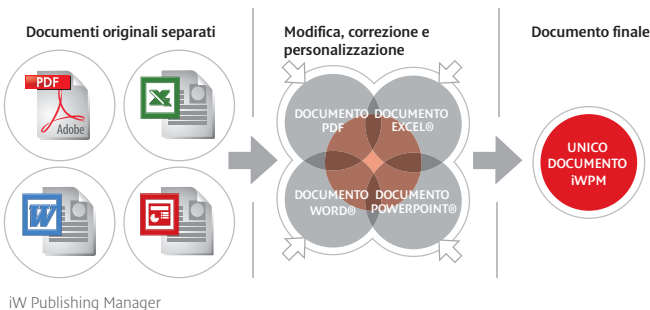 Documenti originali separati
Modifica, correzione e
personalizzazione
Documento finale
PDF
Adobe
X
W
DOCUMENTO
PDF
DOCUMENTO
EXCEL®
DOCUMENTO
WORD®
DOCUMENTO
POWERPOINT®
UNICO
DOCUMENTO
iWPM
iW Publishing Manager